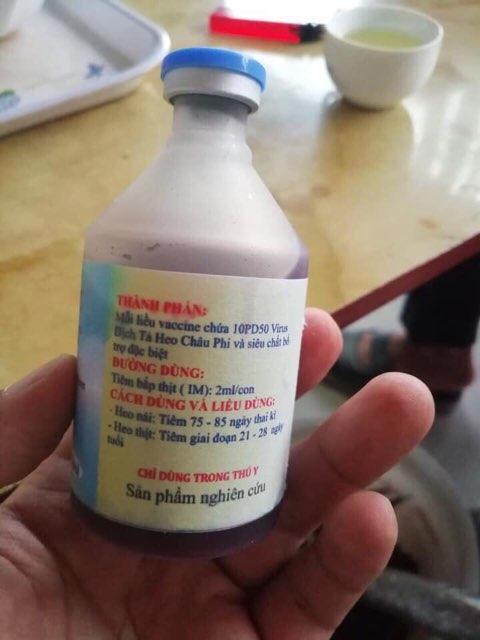 THÀNH PHẦN:
Mỗi liều vaccine chứa 10PD50 Virus
Dịch Tả Heo Châu Phi và siêu chất bổ
trợ đặc biệt
ĐƯỜNG DÙNG:
Tiêm bắp thịt ( IM): 2ml/con
CÁCH DÙNG VÀ LIỀU DÙNG:
- Heo nái: Tiêm 75 - 85 ngày thai kì
- Heo thịt: Tiêm giai đoạn 21 - 28 ngày
tuổi
CHỈ DÙNG TRONG THÚ Y
Sản phẩm nghiên cứu